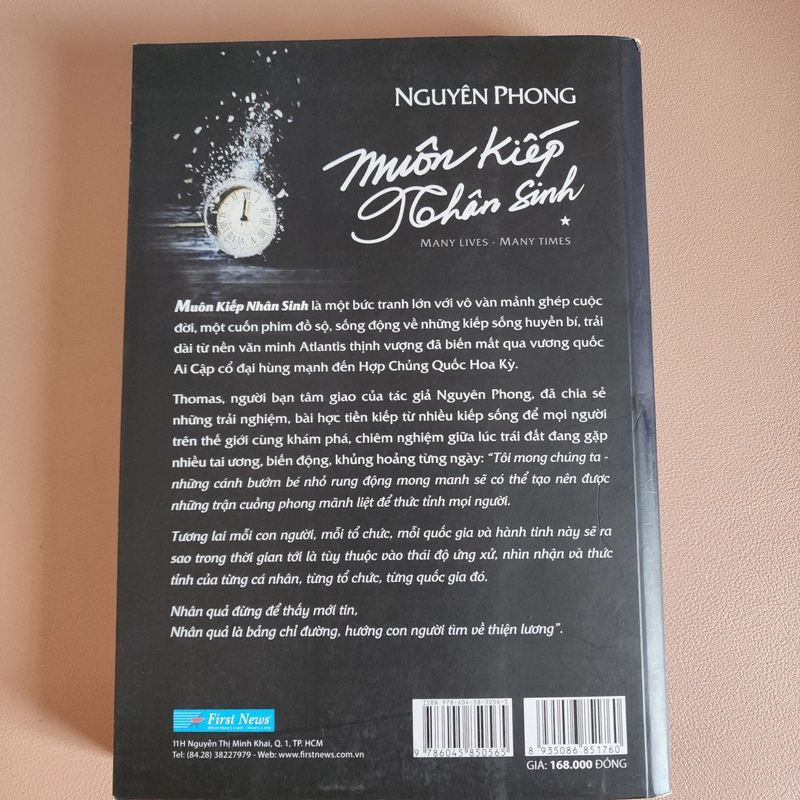 NGUYÊN PHONG
Muôn Kiếp
Nhân Sinh
MANY LIVES - MANY TIMES
Muôn Kiếp Nhân Sinh là một bức tranh lớn với vô vàn mảnh ghép cuộc
đời, một cuốn phim đồ sộ, sống động về những kiếp sống huyền bí, trải
dài từ nền văn minh Atlantis thịnh vượng đã biến mất qua vương quốc
Ai Cập cổ đại hùng mạnh đến Hợp Chủng Quốc Hoa Kỳ.
Thomas, người bạn tâm giao của tác giả Nguyên Phong, đã chia sẻ
những trải nghiệm, bài học tiền kiếp từ nhiều kiếp sống để mọi người
trên thế giới cùng khám phá, chiêm nghiệm giữa lúc trái đất đang gặp
nhiều tai ương, biến động, khủng hoảng từng ngày: “Tôi mong chúng ta -
những cánh bướm bé nhỏ rung động mong manh sẽ có thể tạo nên được
những trận cuồng phong mãnh liệt để thức tỉnh mọi người.
Tương lai mỗi con người, mỗi tổ chức, mỗi quốc gia và hành tinh này sẽ ra
sao trong thời gian tới là tùy thuộc vào thái độ ứng xử, nhìn nhận và thức
tỉnh của từng cá nhân, từng tổ chức, từng quốc gia đó.
Nhân quả đừng để thấy mới tin,
Nhân quả là bảng chỉ đường, hướng con người tìm về thiện lương”.
First News
11H Nguyễn Thị Minh Khai, Q. 1, TP. HCM
Tel: (84.28) 38227979 - Web: www.firstnews.com.vn
ISBN 978-604-58-5056-5
9 786045 850565
8 935086 851760
GIÁ: 168.000 ĐỒNG